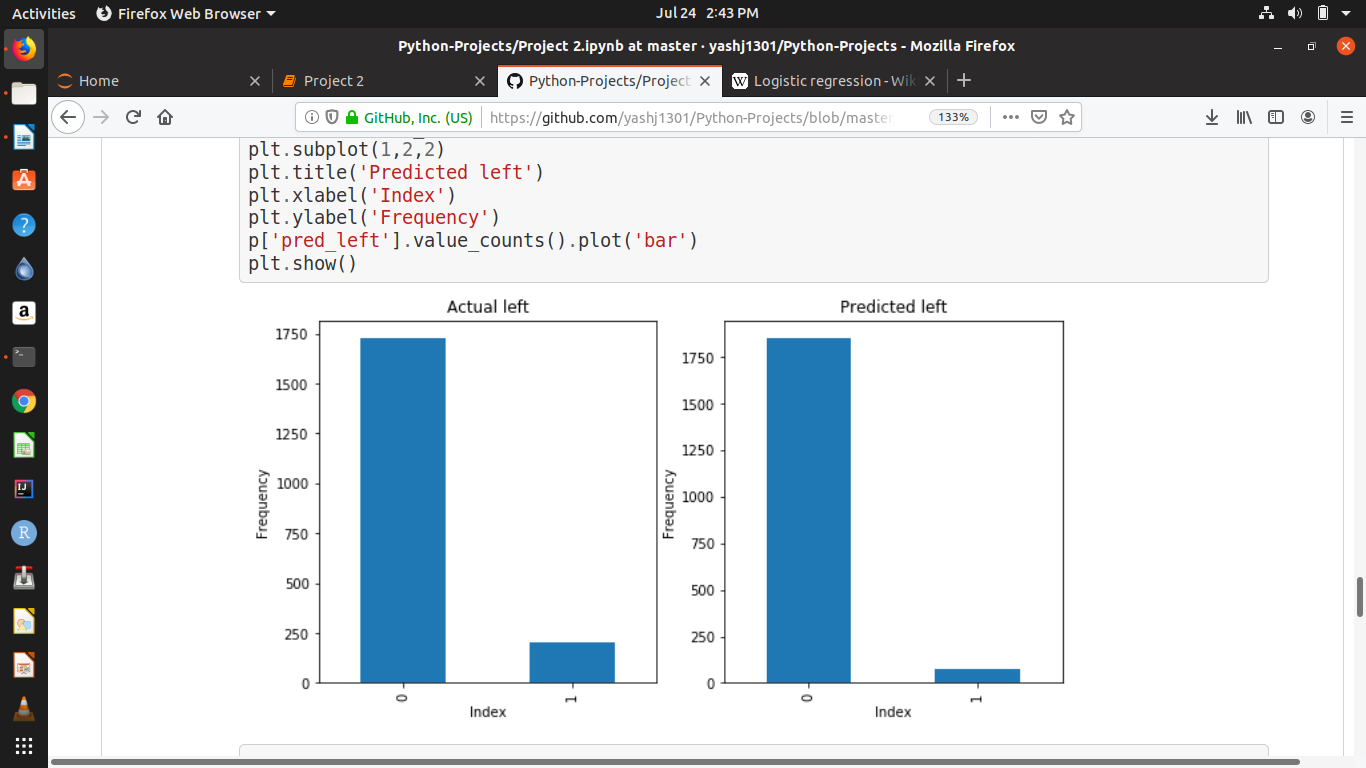 Activities Firefox Web Browser Jul 24 2:43 PM
Python-Projects/Project 2.ipynb at master · yashj1301/Python-Projects - Mozilla Firefox
Home Project 2 Python-Projects/Project Logistic regression - Wik
GitHub, Inc. (US) https://github.com/yashj1301/Python-Projects/blob/master 133%
plt.subplot(1,2,2)
plt.title('Predicted left')
plt.xlabel('Index')
plt.ylabel('Frequency')
p['pred_left'].value_counts().plot('bar')
plt.show()
Actual left
1750
1500
1250
1000
750
500
250
0
Frequency
0 1
Index
Predicted left
1750
1500
1250
1000
750
500
250
0
Frequency
0 1
Index